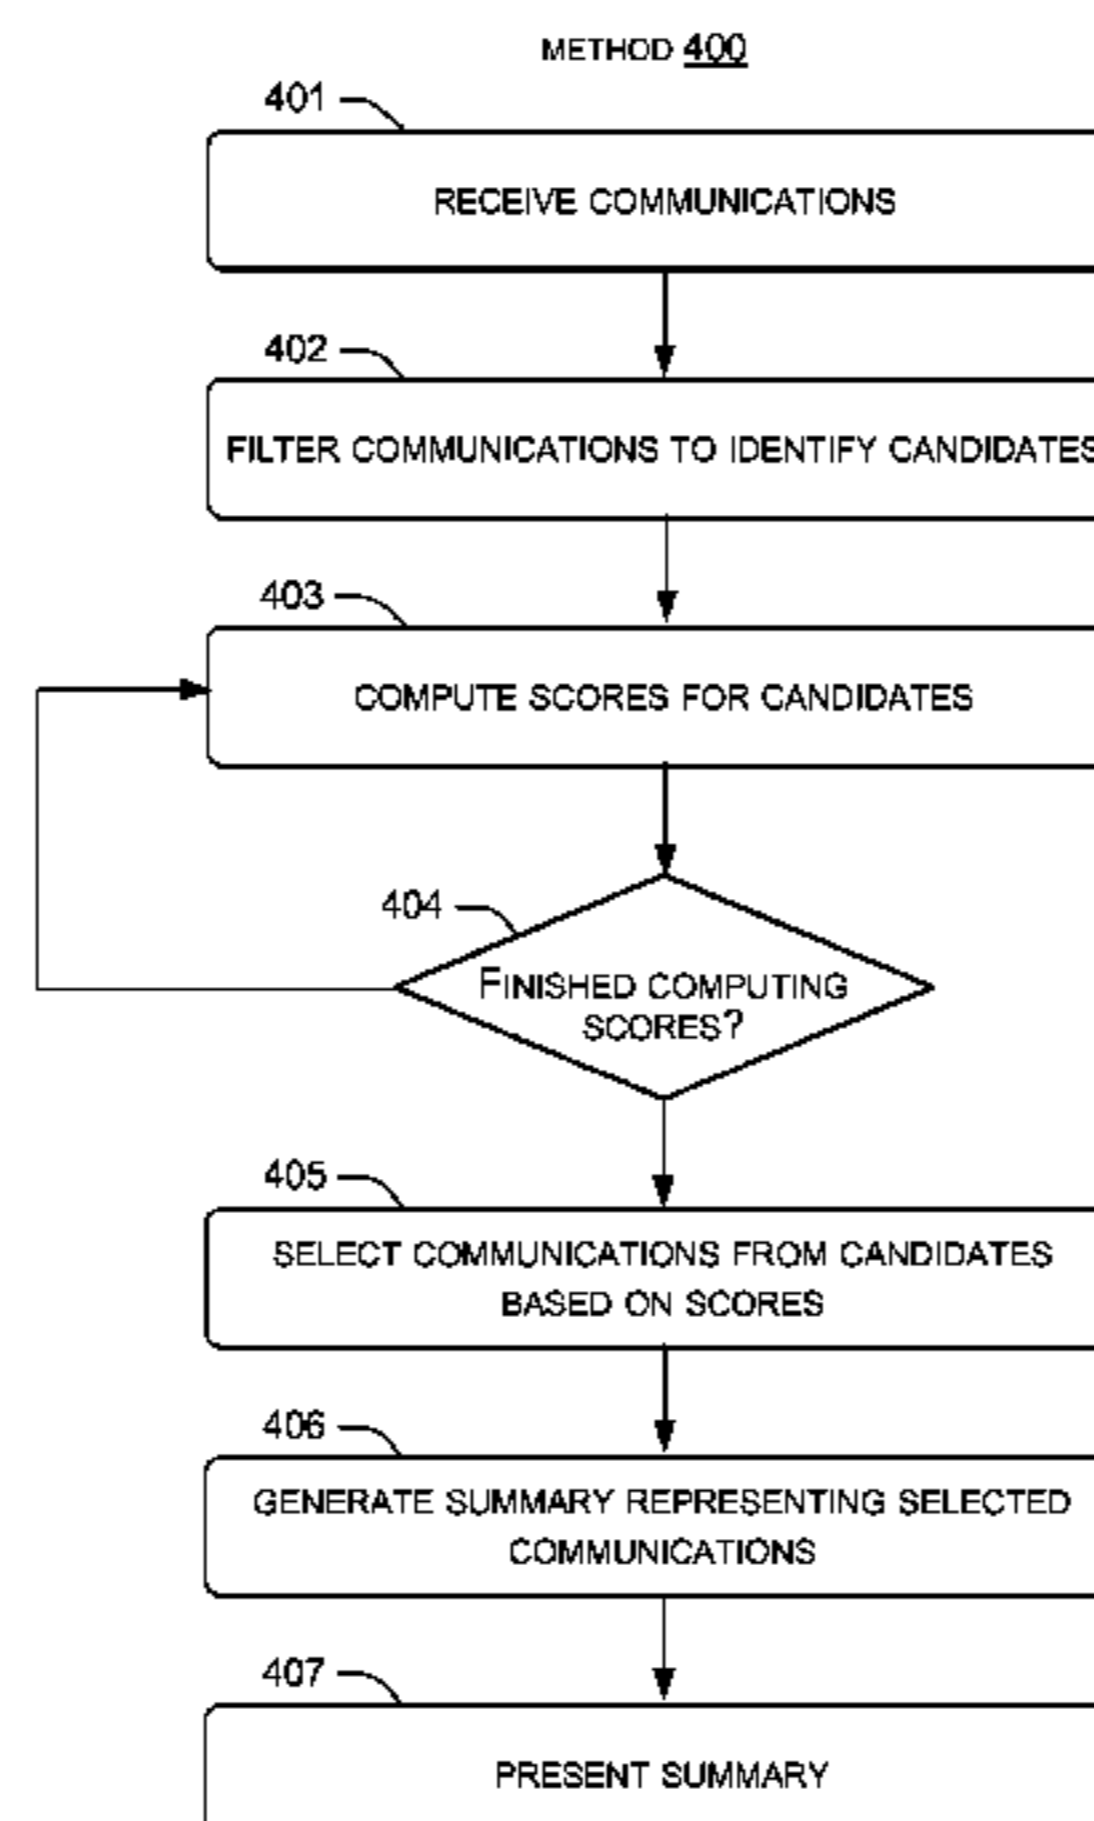 METHOD 400
401
RECEIVE COMMUNICATIONS
402
FILTER COMMUNICATIONS TO IDENTIFY CANDIDATES
403
COMPUTE SCORES FOR CANDIDATES
404
FINISHED COMPUTING
SCORES?
405
SELECT COMMUNICATIONS FROM CANDIDATES
BASED ON SCORES
406
GENERATE SUMMARY REPRESENTING SELECTED
COMMUNICATIONS
407
PRESENT SUMMARY